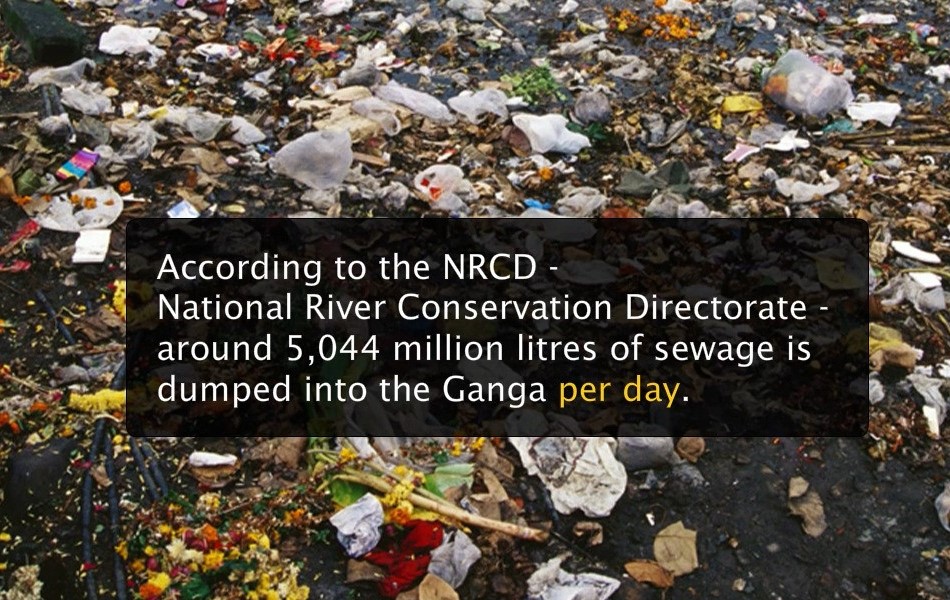 According to the NRCD -
National River Conservation Directorate -
around 5,044 million litres of sewage is
dumped into the Ganga per day.